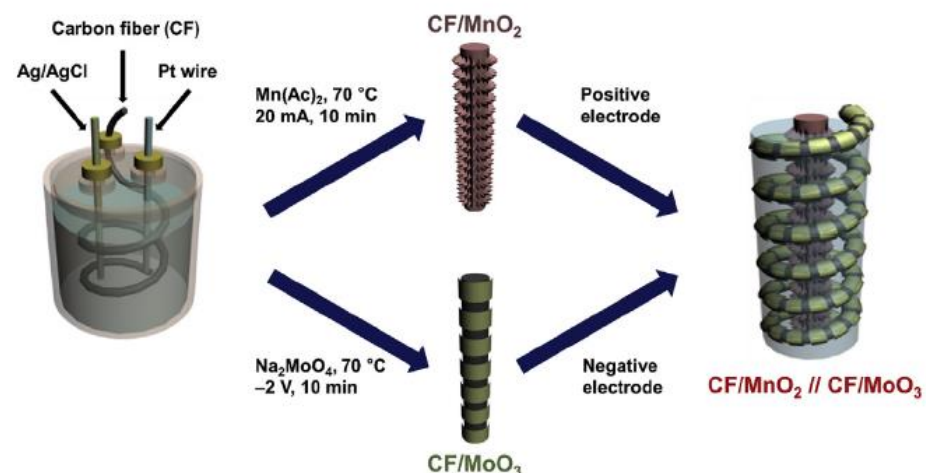 Carbon fiber (CF)
Ag/AgCl
Pt wire
Mn(Ac)₂, 70 °C
20 mA, 10 min
CF/MnO₂
Positive
electrode
Na₂MoO₄, 70 °C
–2 V, 10 min
CF/MoO₃
Negative
electrode
CF/MnO₂ // CF/MoO₃